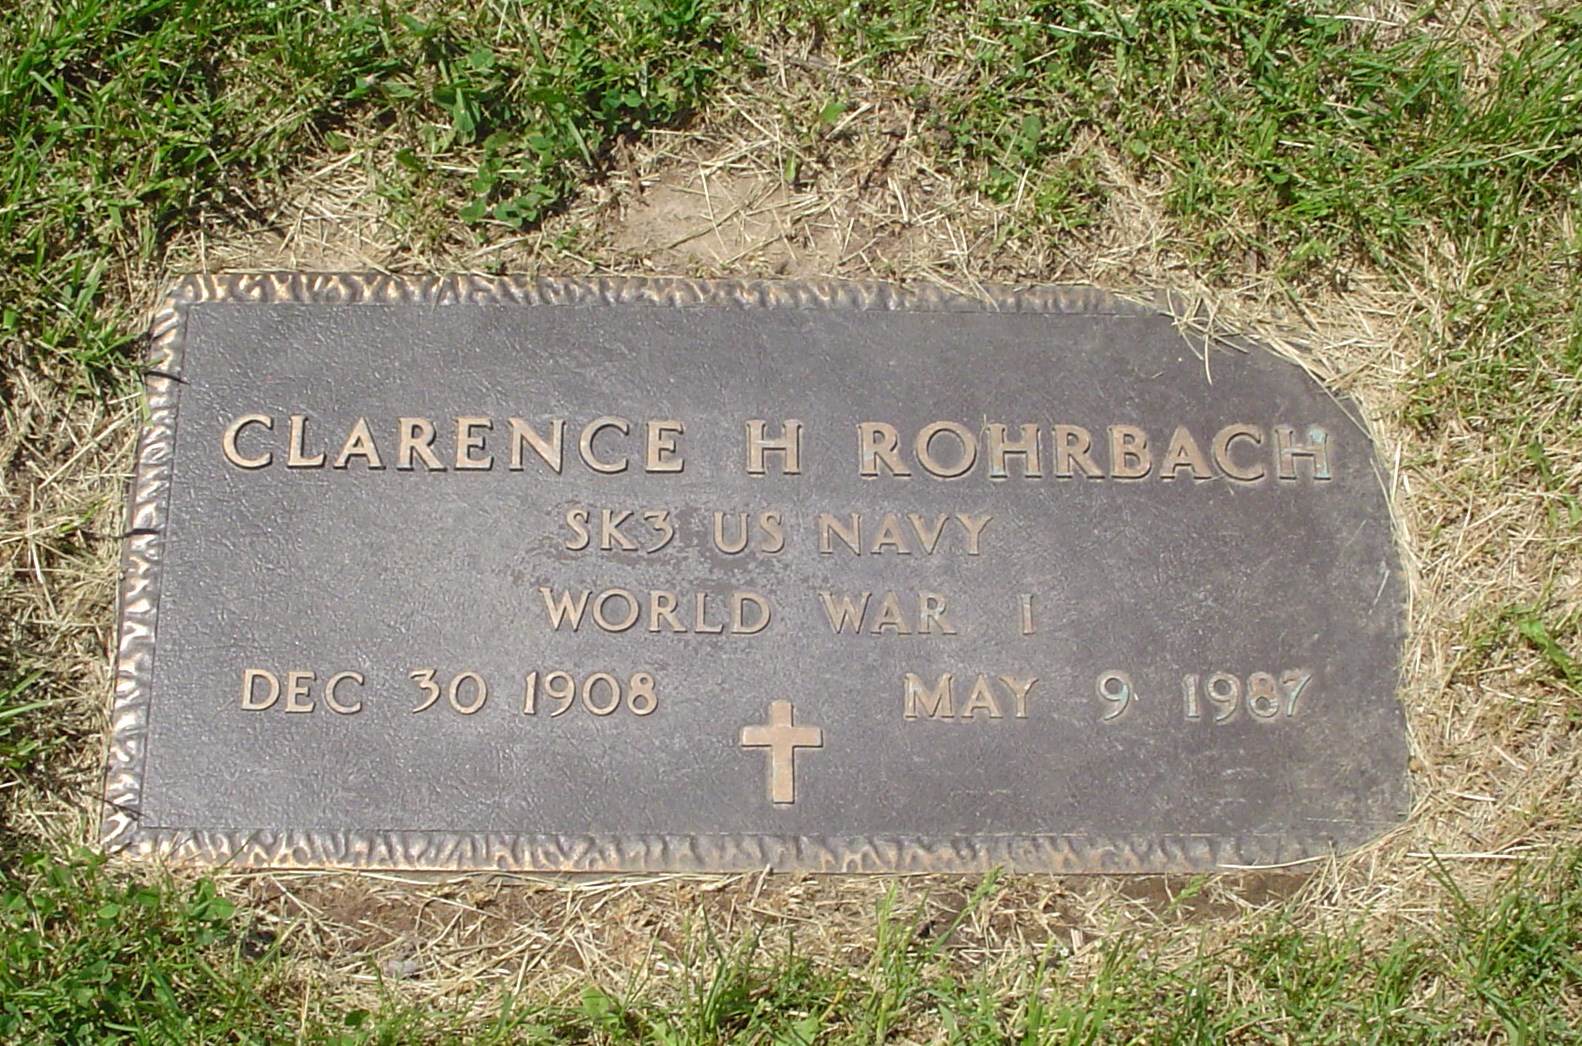 CLARENCE H ROHRBACH
SK3 US NAVY
WORLD WAR I
DEC 30 1908 MAY 9 1987